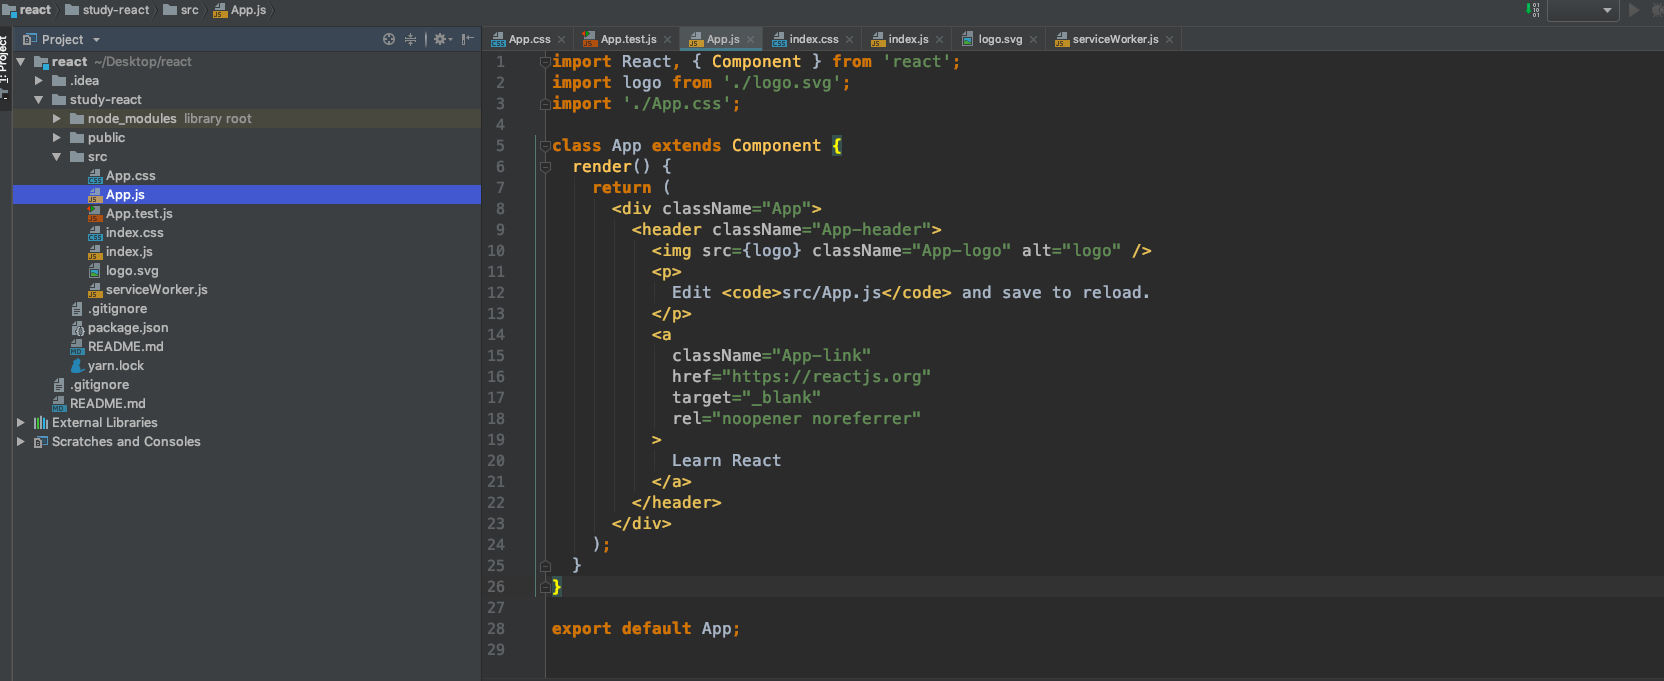 react study-react src App.js
1: Project
Project
react ~/Desktop/react
.idea
study-react
node_modules library root
public
src
App.css
App.js
App.test.js
index.css
index.js
logo.svg
serviceWorker.js
.gitignore
package.json
README.md
yarn.lock
.gitignore
README.md
External Libraries
Scratches and Consoles
App.css App.test.js App.js index.css index.js logo.svg serviceWorker.js
1 import React, { Component } from 'react';
2 import logo from './logo.svg';
3 import './App.css';
4
5 class App extends Component {
6 render() {
7 return (
8 <div className="App">
9 <header className="App-header">
10 <img src={logo} className="App-logo" alt="logo" />
11 <p>
12 Edit <code>src/App.js</code> and save to reload.
13 </p>
14 <a
15 className="App-link"
16 href="https://reactjs.org"
17 target="_blank"
18 rel="noopener noreferrer"
19 >
20 Learn React
21 </a>
22 </header>
23 </div>
24 );
25 }
26 }
27
28 export default App;
29